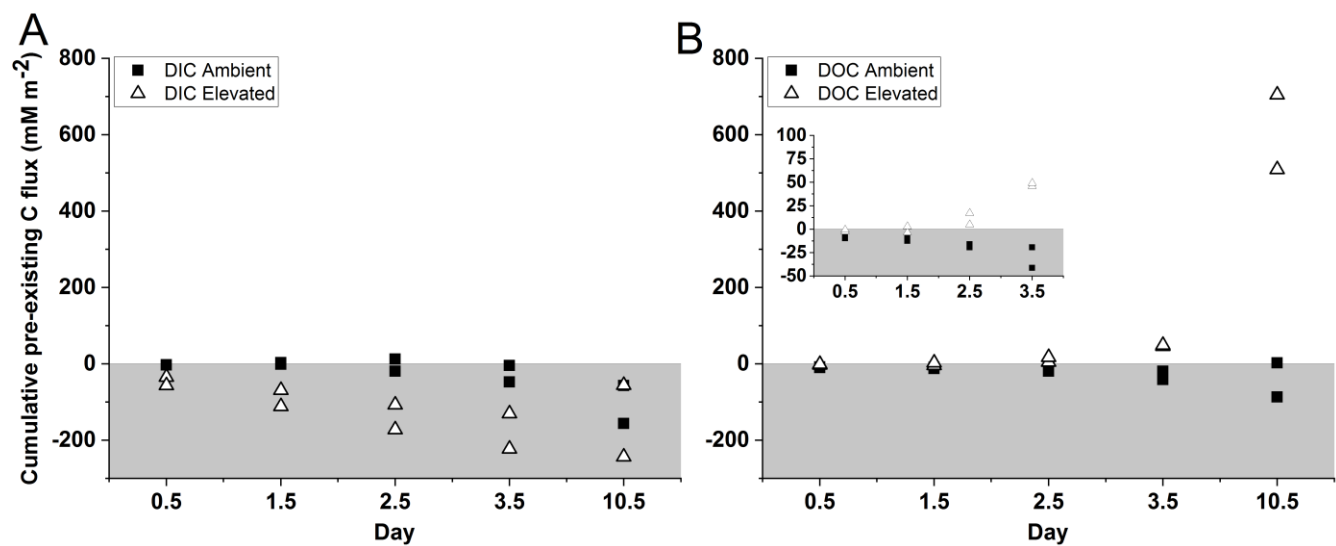 A
Cumulative pre-existing C flux (mM m⁻²)
800
600
400
200
0
-200
DIC Ambient
DIC Elevated
0.5 1.5 2.5 3.5 10.5
Day
B
800
600
400
200
0
-200
DOC Ambient
DOC Elevated
100
75
50
25
0
-25
-50
0.5 1.5 2.5 3.5
0.5 1.5 2.5 3.5 10.5
Day